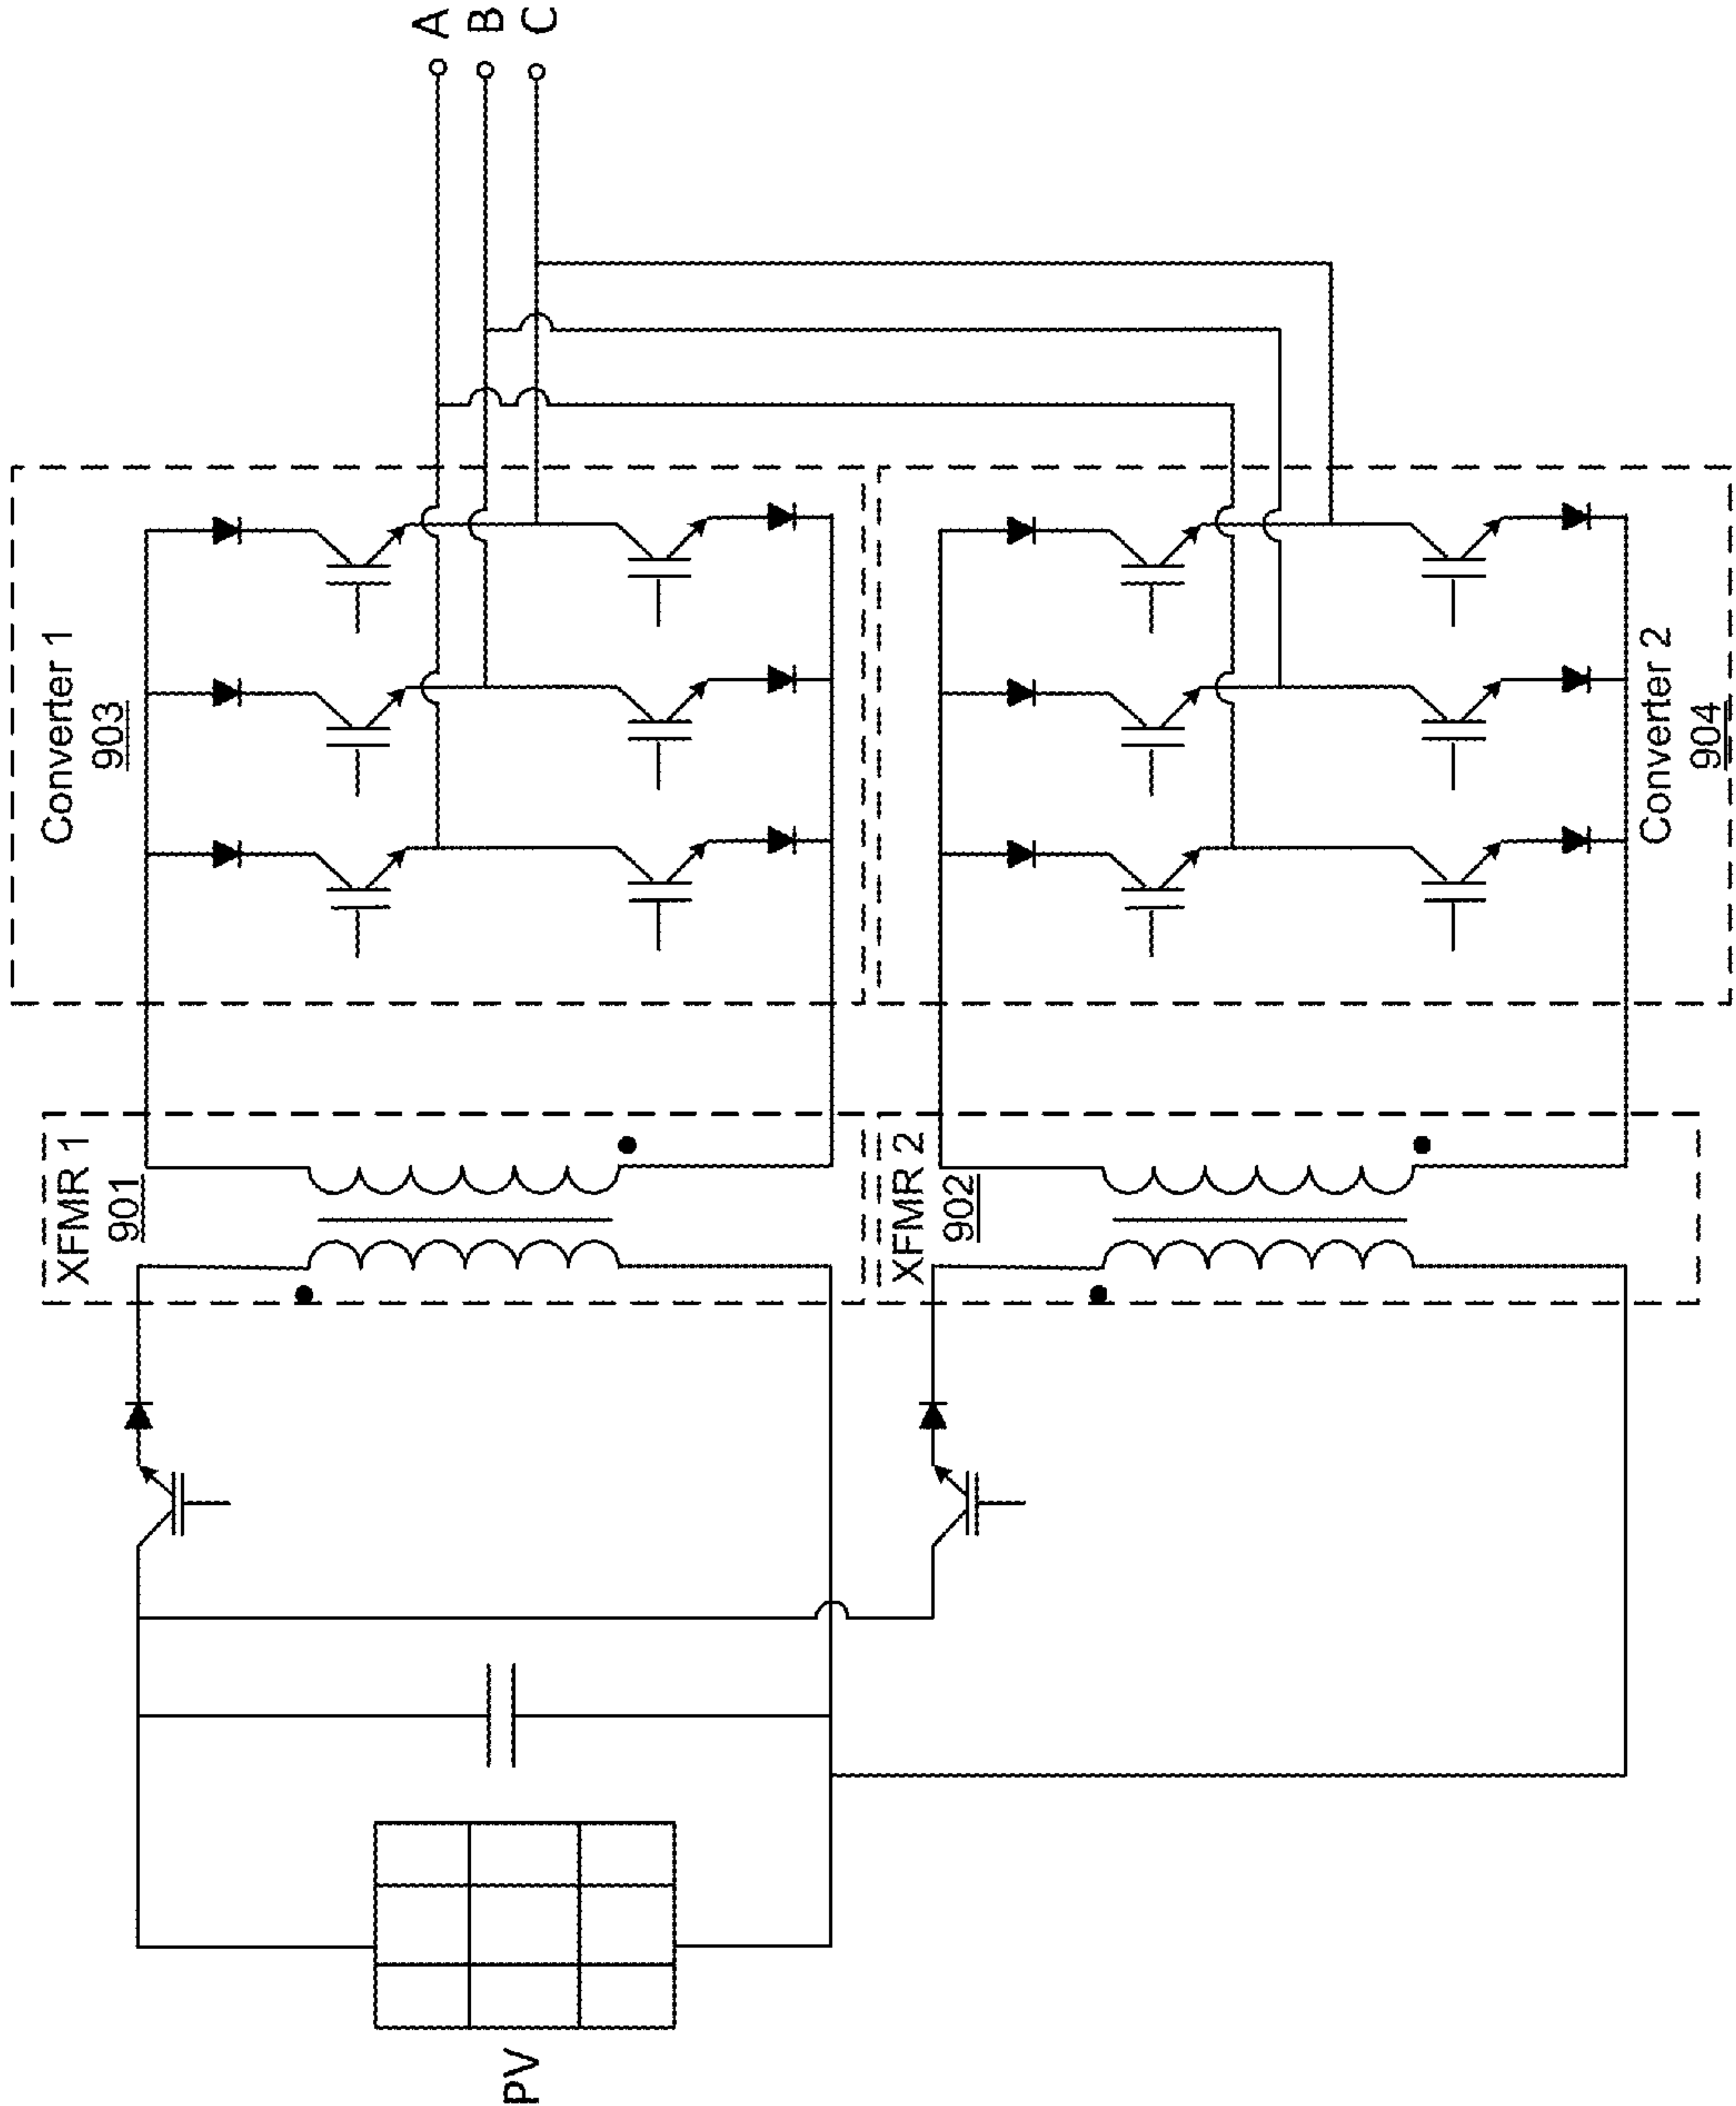 A
B
C
Converter 1
903
Converter 2
904
XFMR 1
901
XFMR 2
902
PV